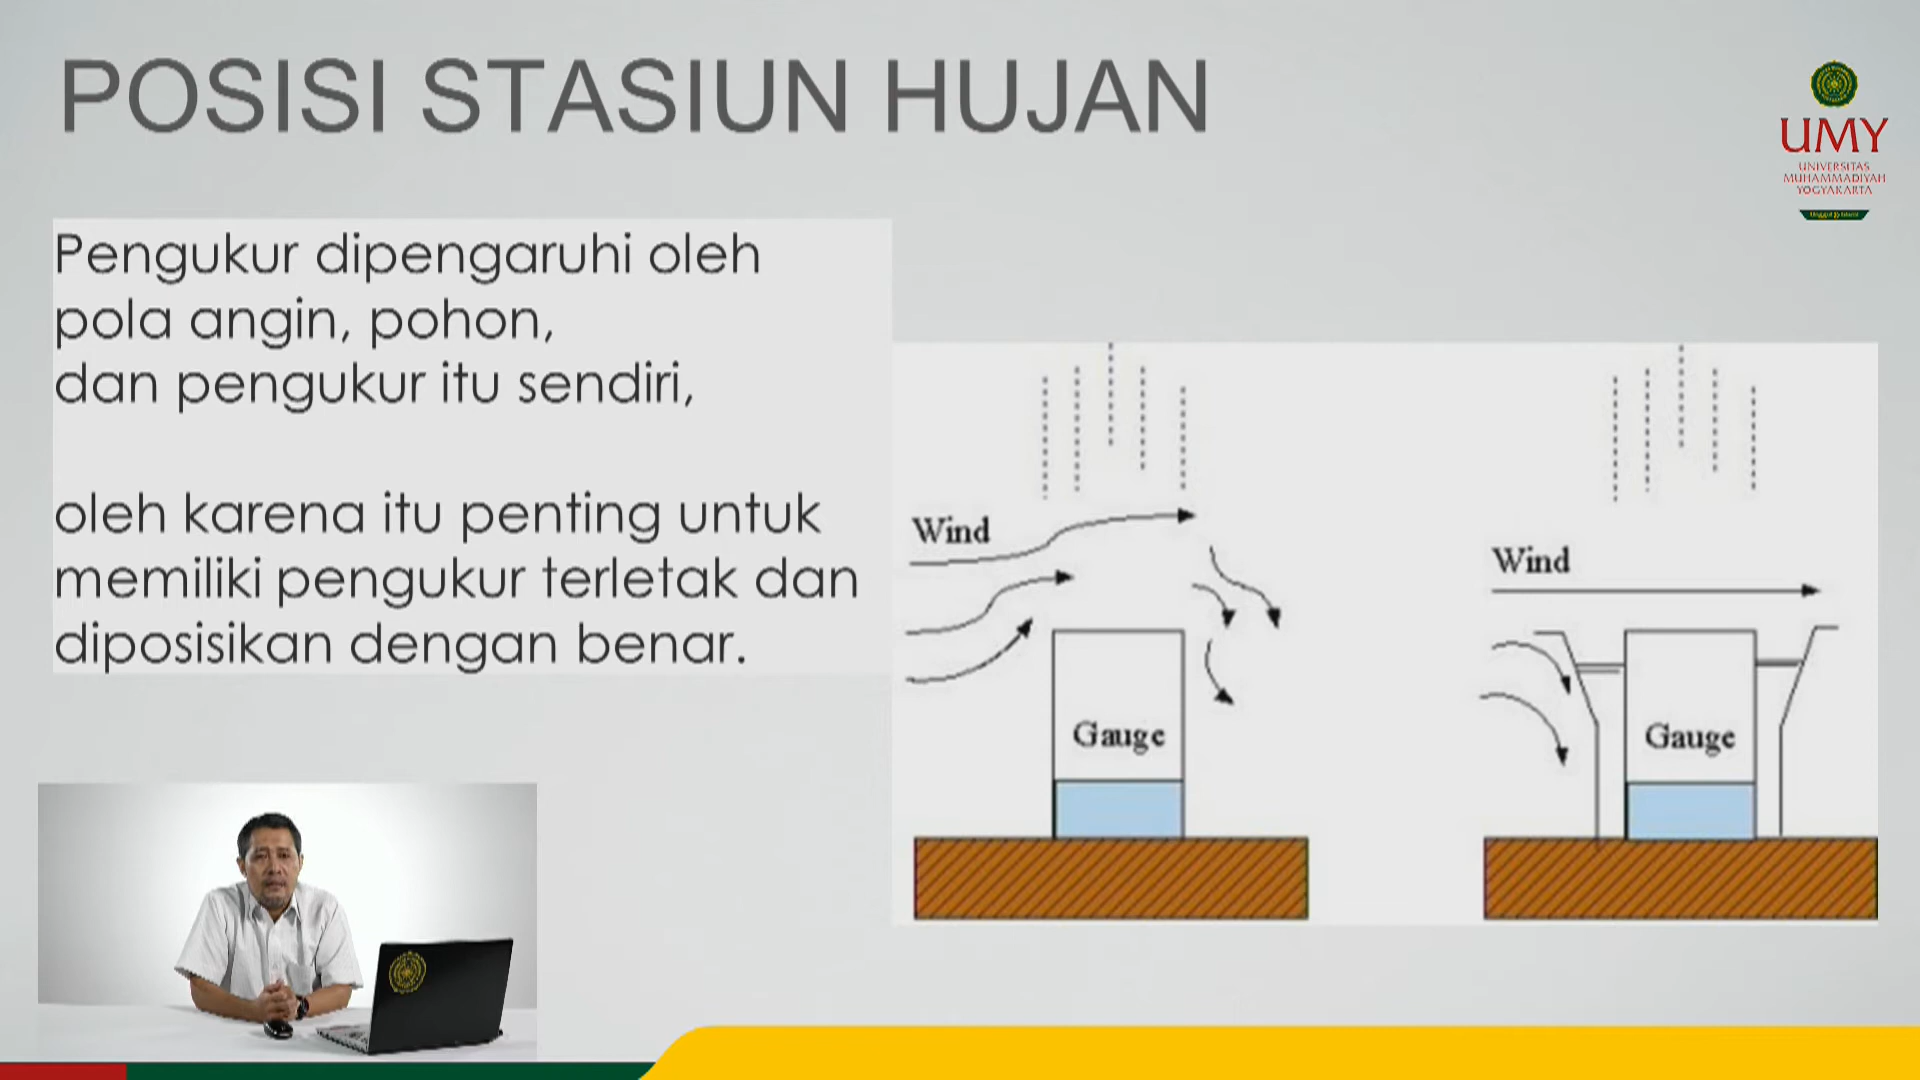 POSISI STASIUN HUJAN
UMY
UNIVERSITAS
MUHAMMADIYAH
YOGYAKARTA
Pengukur dipengaruhi oleh
pola angin, pohon,
dan pengukur itu sendiri,
oleh karena itu penting untuk
memiliki pengukur terletak dan
diposisikan dengan benar.
Wind
Gauge
Wind
Gauge